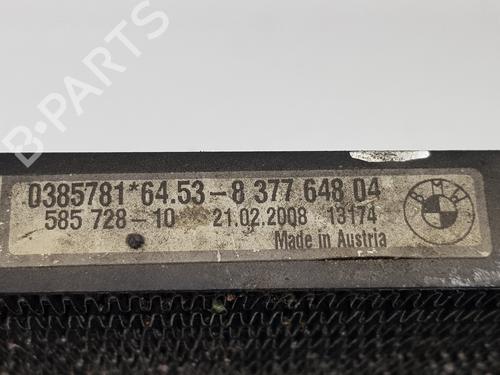 B-PARTS
0385781*64.53-8 377 648 04
585 728-10 21.02.2008 13174
Made in Austria
BMW